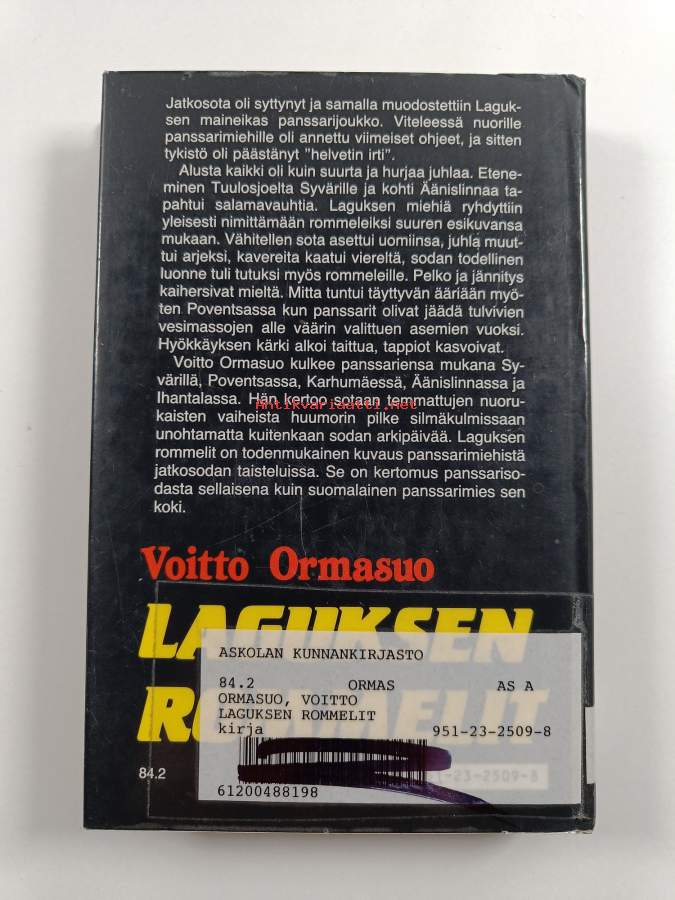 Jatkosota oli syttynyt ja samalla muodostettiin Laguk-
sen maineikas panssarijoukko. Viteleessä nuorille
panssarimiehille oli annettu viimeiset ohjeet, ja sitten
tykistö oli päästänyt "helvetin irti".
Alusta kaikki oli kuin suurta ja hurjaa juhlaa. Etene-
minen Tuulosjoelta Syvärille ja kohti Äänislinnaa ta-
pahtui salamavauhtia. Laguksen miehiä ryhdyttiin
yleisesti nimittämään rommeleiksi suuren esikuvansa
mukaan. Vähitellen sota asettui uomiinsa, juhla muut-
tui arjeksi, kavereita kaatui viereltä, sodan todellinen
luonne tuli tutuksi myös rommeleille. Pelko ja jännitys
kaihersivat mieltä. Mitta tuntui täyttyvän ääriään myö-
ten Poventsassa kun panssarit olivat jäädä tulvivien
vesimassojen alle väärin valittuen asemien vuoksi.
Hyökkäyksen kärki alkoi taittua, tappiot kasvoivat.
Voitto Ormasuo kulkee panssariensa mukana Sy-
värillä, Poventsassa, Karhumäessä, Äänislinnassa ja
Ihantalassa. Hän kertoo sotaan temmattujen nuoru-
Antikvariaatti.net
kaisten vaiheista huumorin pilke silmäkulmissaan
unohtamatta kuitenkaan sodan arkipäivää. Laguksen
rommelit on todenmukainen kuvaus panssarimiehistä
jatkosodan taisteluissa. Se on kertomus panssariso-
dasta sellaisena kuin suomalainen panssarimies sen
koki.
Voitto Ormasuo
LAGUKSEN
ROMMELIT
ASKOLAN KUNNANKIRJASTO
84.2 ORMAS AS A
ORMASUO, VOITTO
LAGUKSEN ROMMELIT
kirja 951-23-2509-8
84.2
-23-2509-8
61200488198